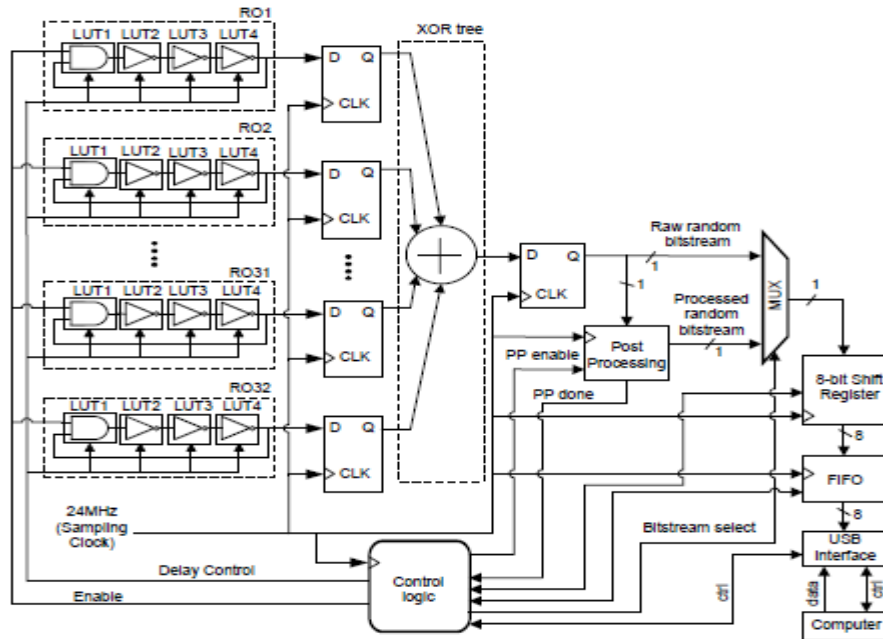 RO1
XOR tree
LUT1 LUT2 LUT3 LUT4
D Q
CLK
RO2
LUT1 LUT2 LUT3 LUT4
D Q
CLK
RO31
LUT1 LUT2 LUT3 LUT4
D Q
CLK
RO32
LUT1 LUT2 LUT3 LUT4
D Q
CLK
D Q
CLK
Raw random
bitstream
1
1
Processed
random
bitstream
1
MUX
1
PP enable
Post
Processing
PP done
8-bit Shift
Register
8
FIFO
8
24MHz
(Sampling
Clock)
Bitstream select
USB
Interface
Delay Control
Control
logic
Enable
ctrl
data
ctrl
Computer